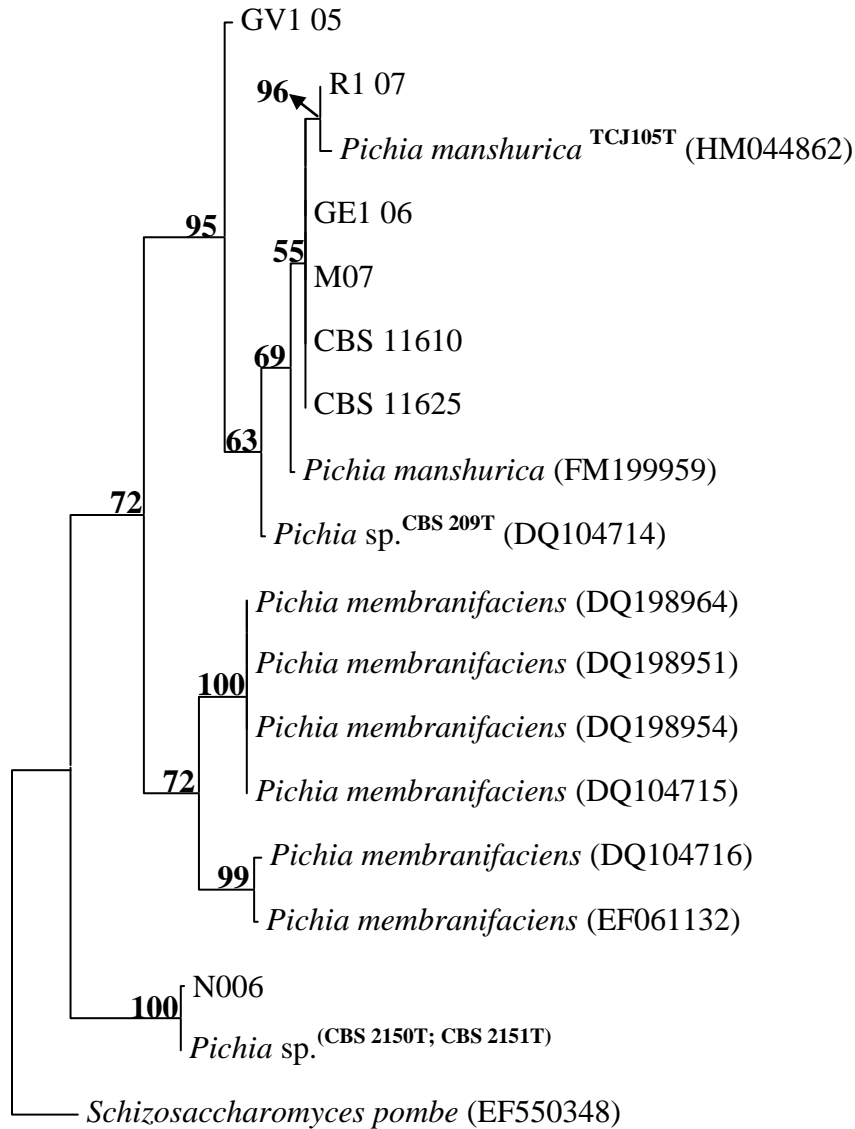 GV1 05
R1 07
96
Pichia manshurica TCJ105T (HM044862)
GE1 06
95
55
M07
CBS 11610
69
CBS 11625
63
Pichia manshurica (FM199959)
72
Pichia sp. CBS 209T (DQ104714)
Pichia membranifaciens (DQ198964)
Pichia membranifaciens (DQ198951)
100
Pichia membranifaciens (DQ198954)
72
Pichia membranifaciens (DQ104715)
Pichia membranifaciens (DQ104716)
99
Pichia membranifaciens (EF061132)
N006
100
Pichia sp.(CBS 2150T; CBS 2151T)
Schizosaccharomyces pombe (EF550348)